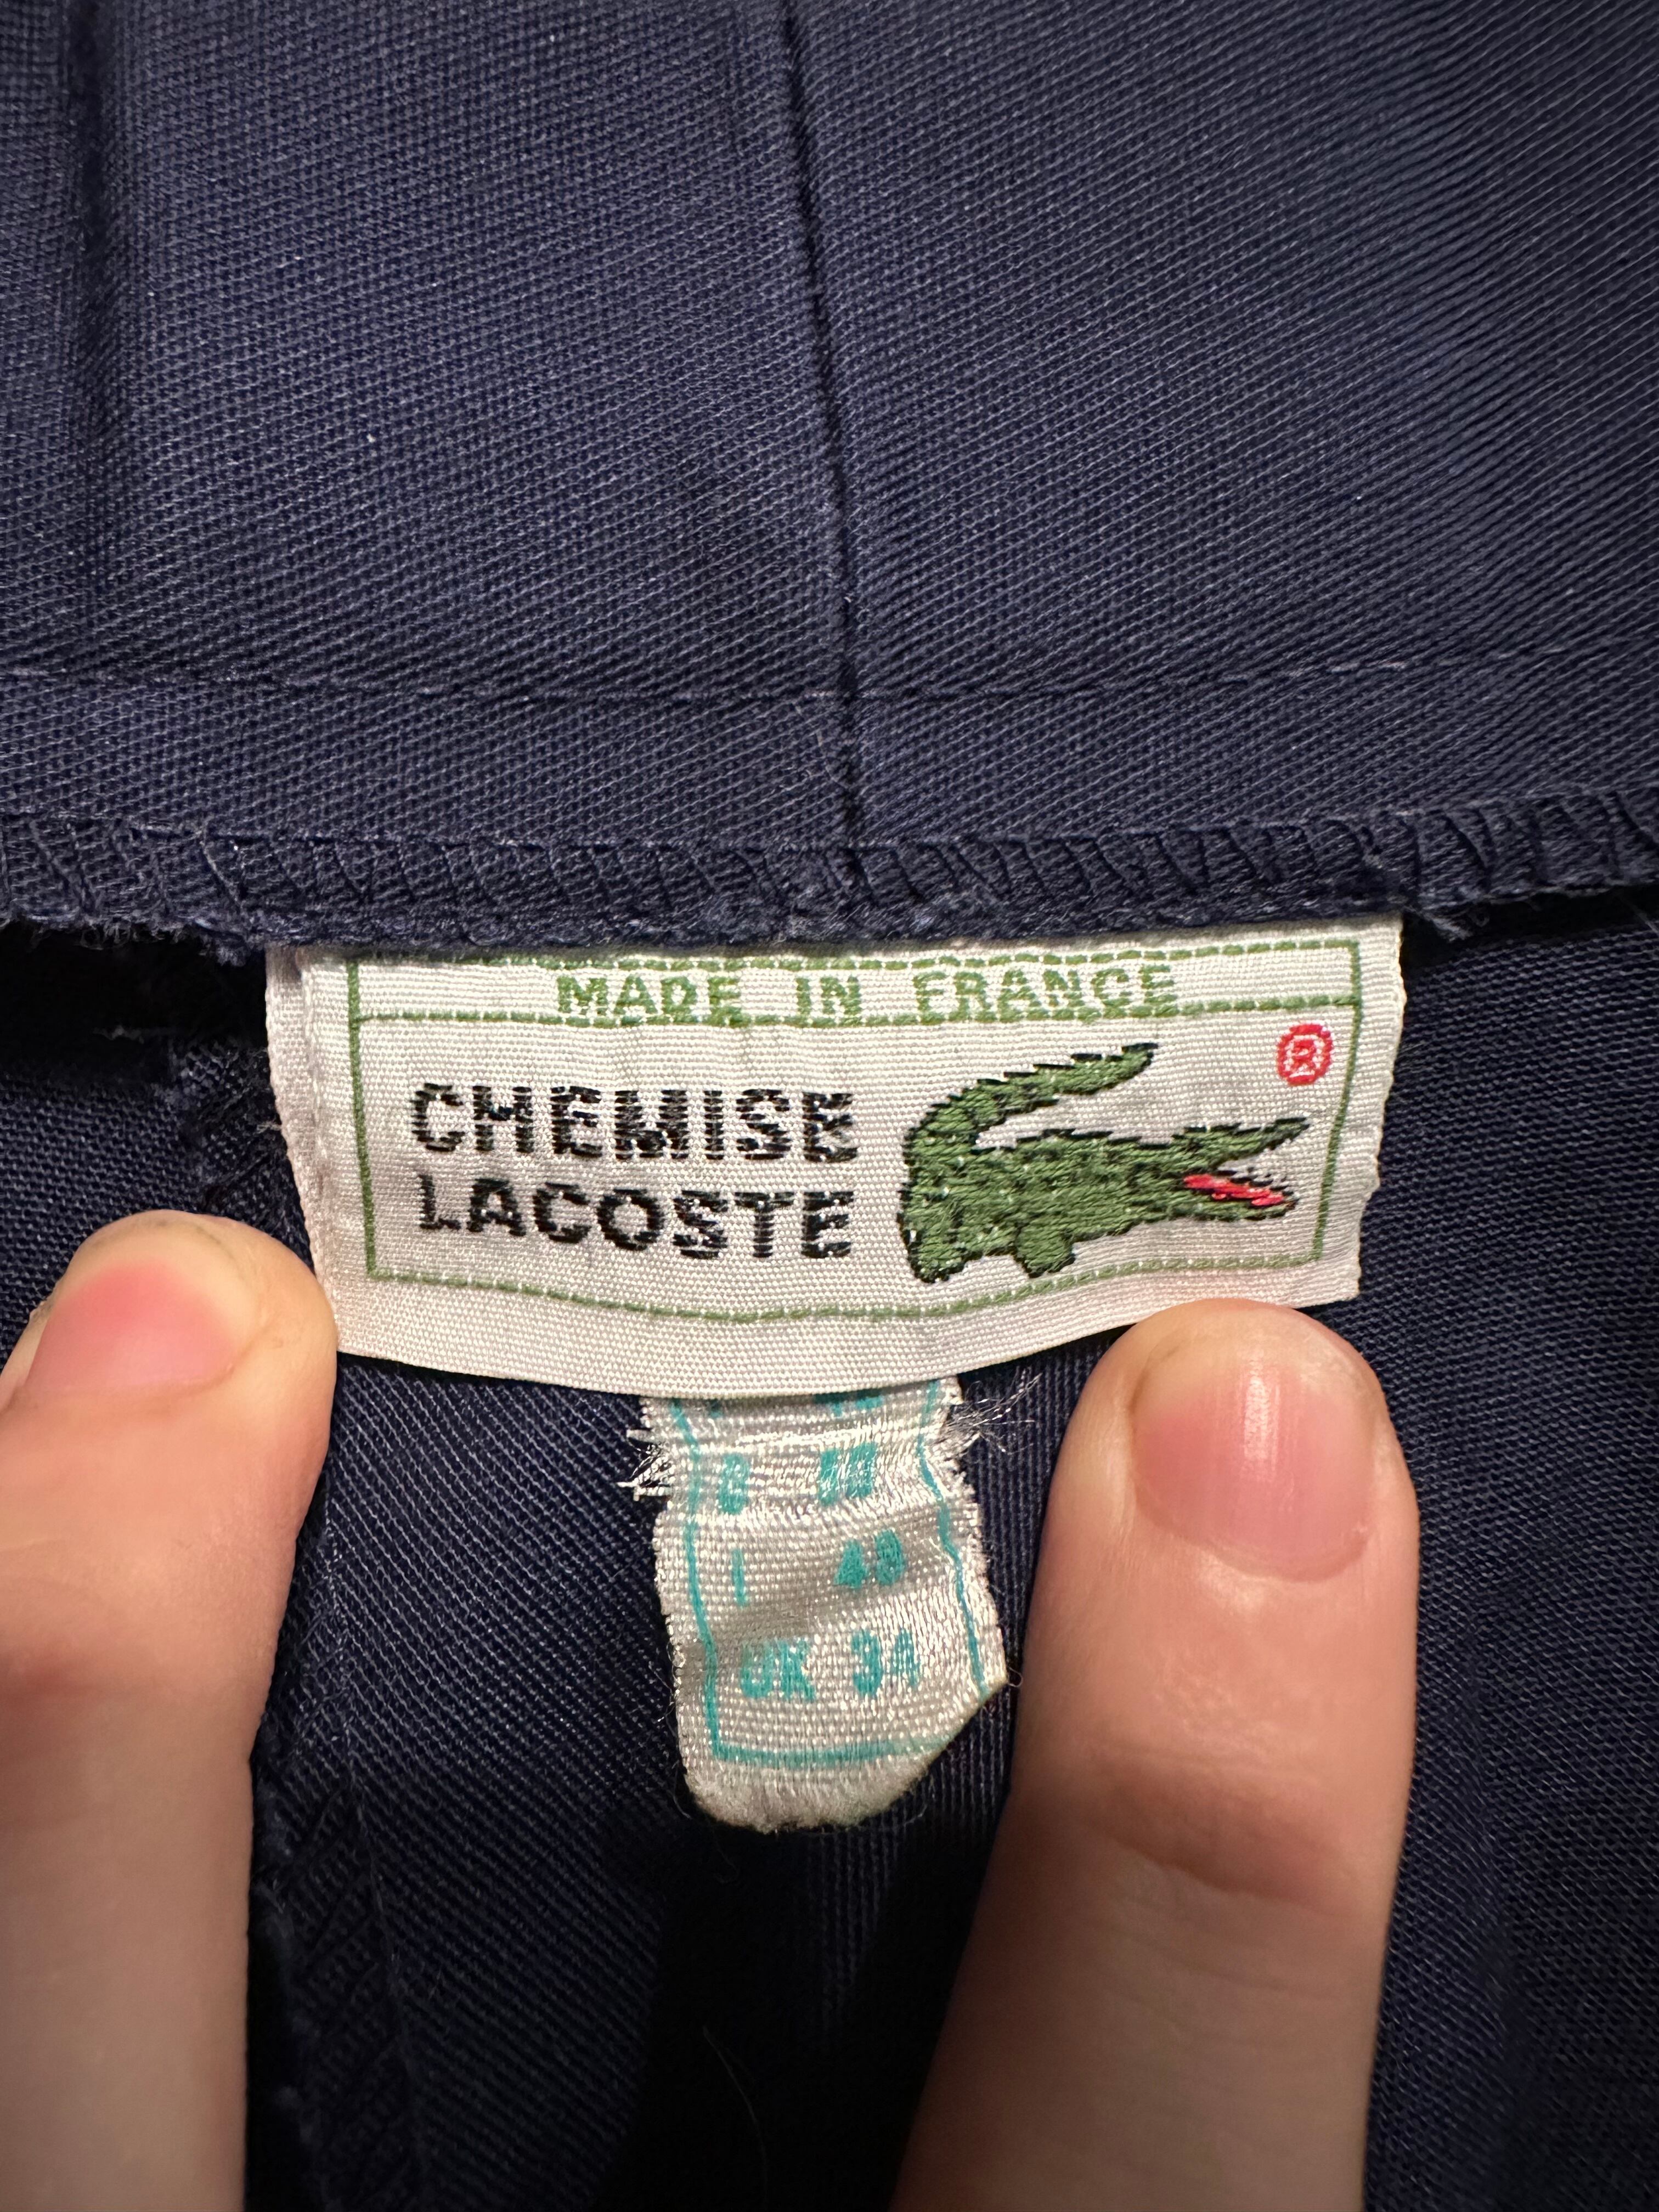 MADE IN FRANCE
®
CHEMISE
LACOSTE
I 48
UK 34